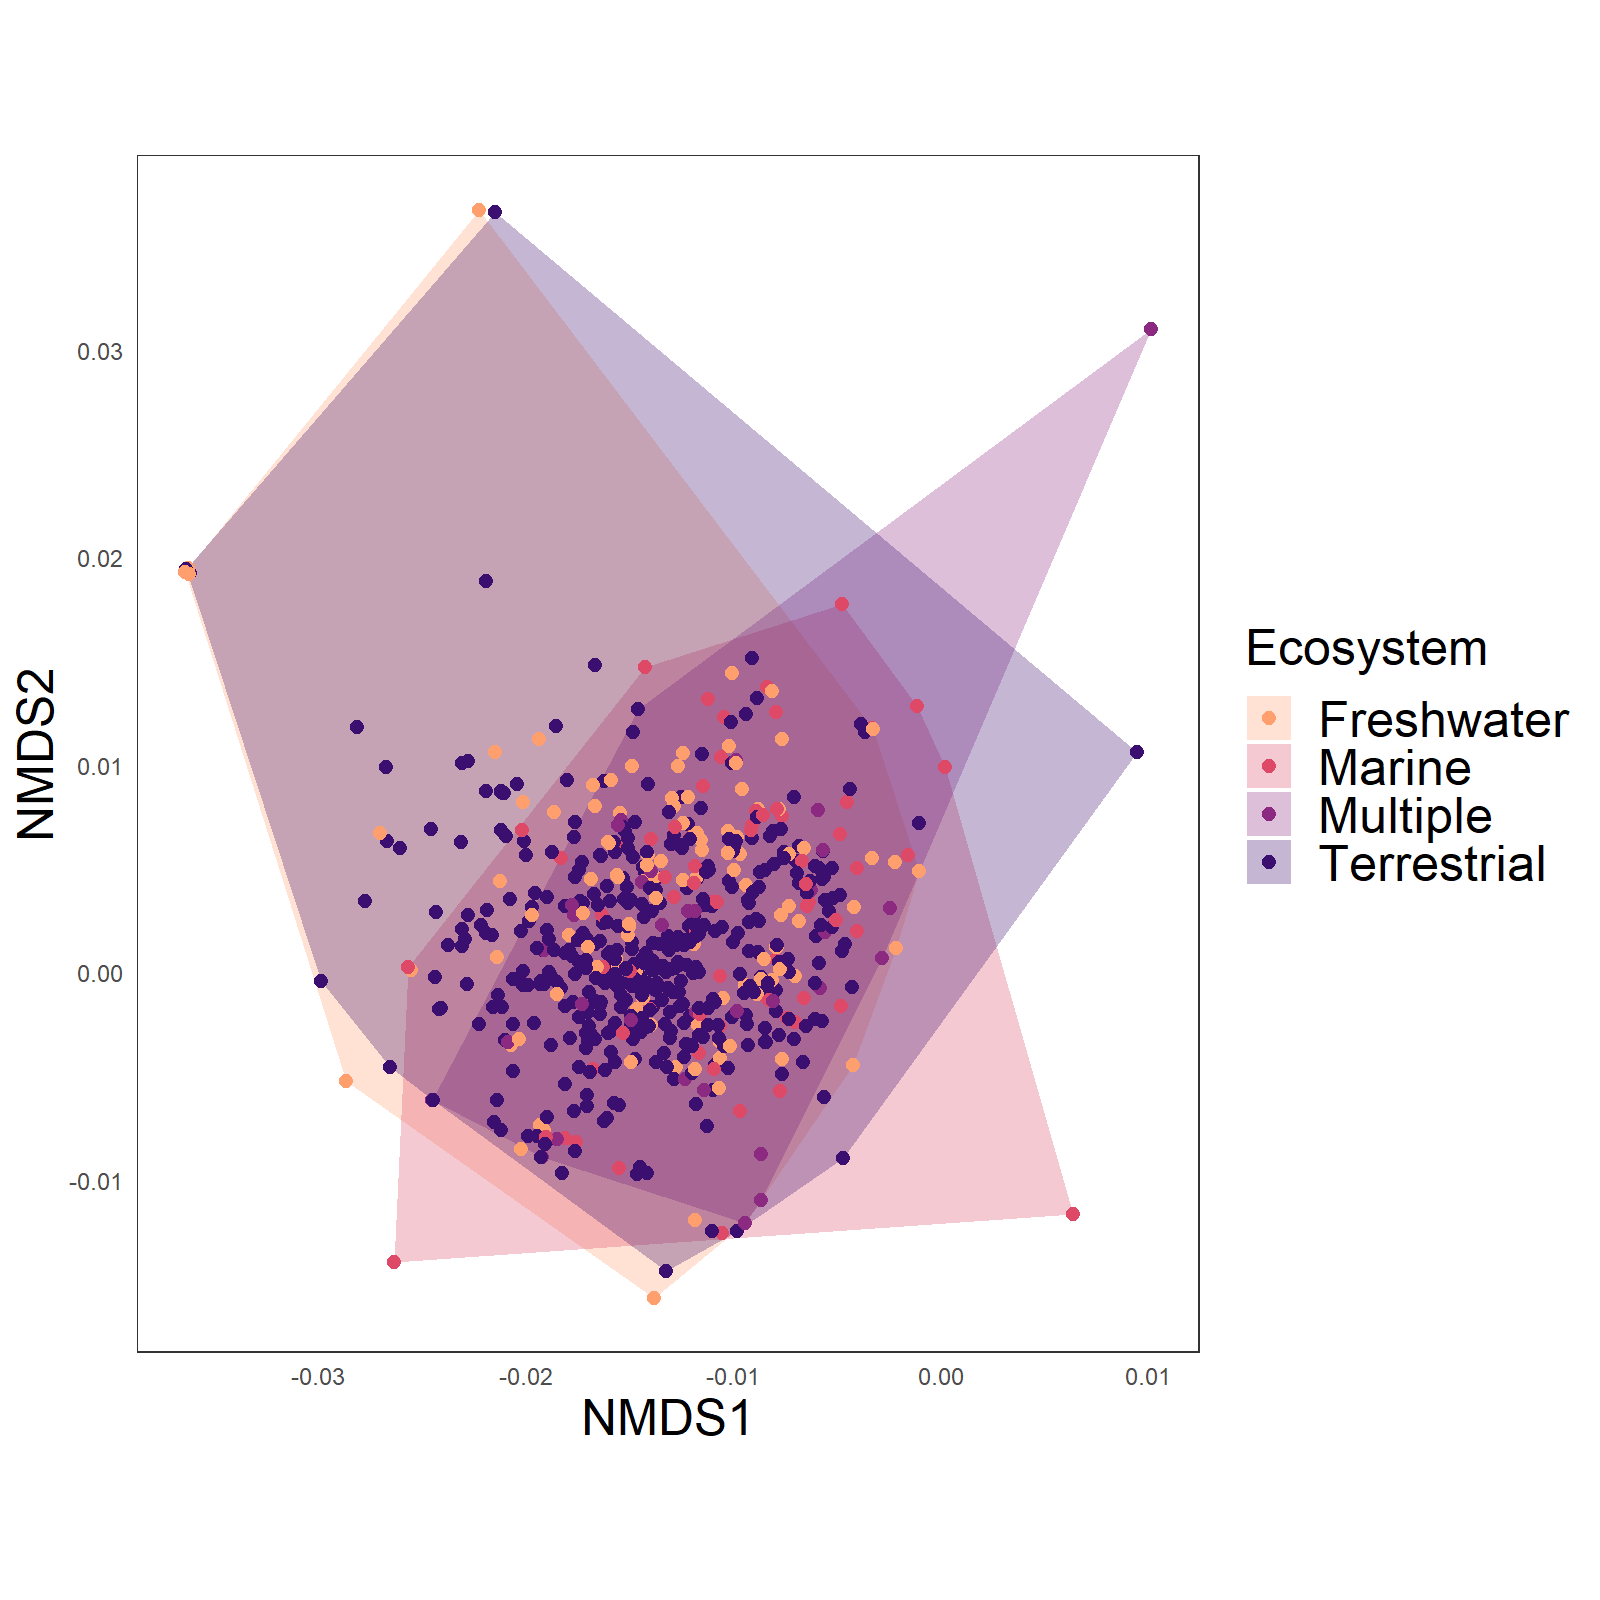 NMDS2
0.03
0.02
0.01
0.00
-0.01
-0.03
-0.02
-0.01
0.00
0.01
NMDS1
Ecosystem
Freshwater
Marine
Multiple
Terrestrial